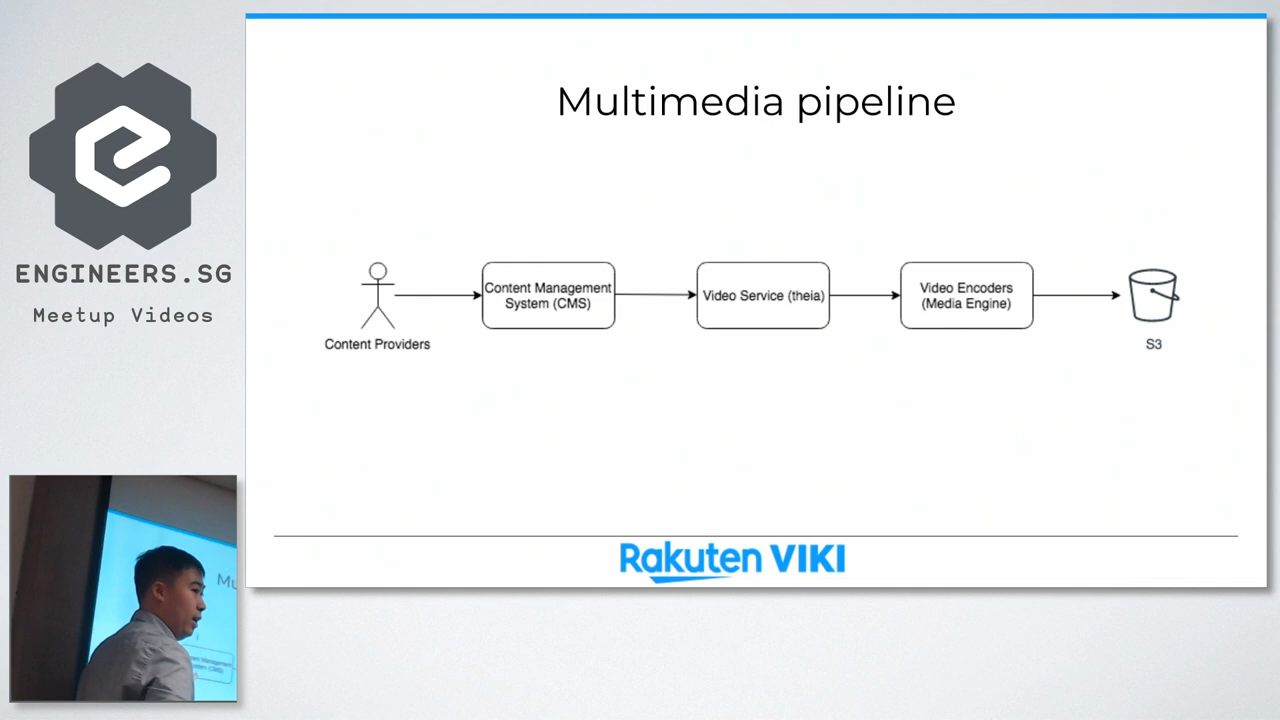 Multimedia pipeline
ENGINEERS.SG
Meetup Videos
Content Management
System (CMS)
Video Service (theia)
Video Encoders
(Media Engine)
Content Providers
S3
Rakuten VIKI
Mu